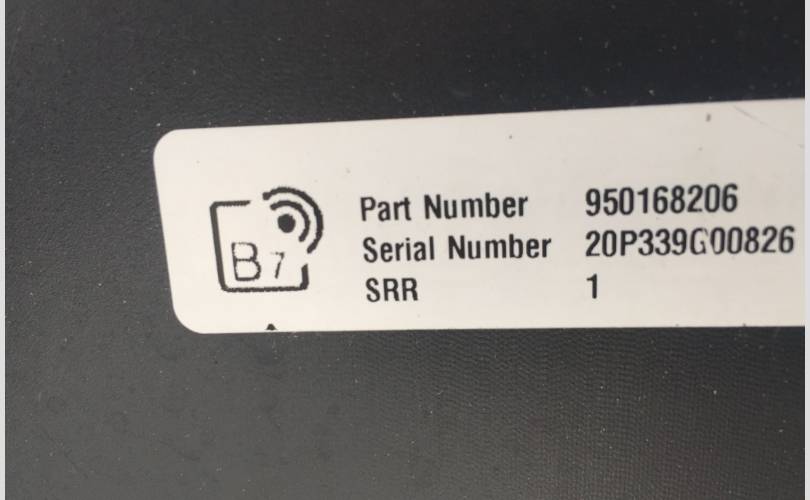 B7
Part Number 950168206
Serial Number 20P339G00826
SRR 1